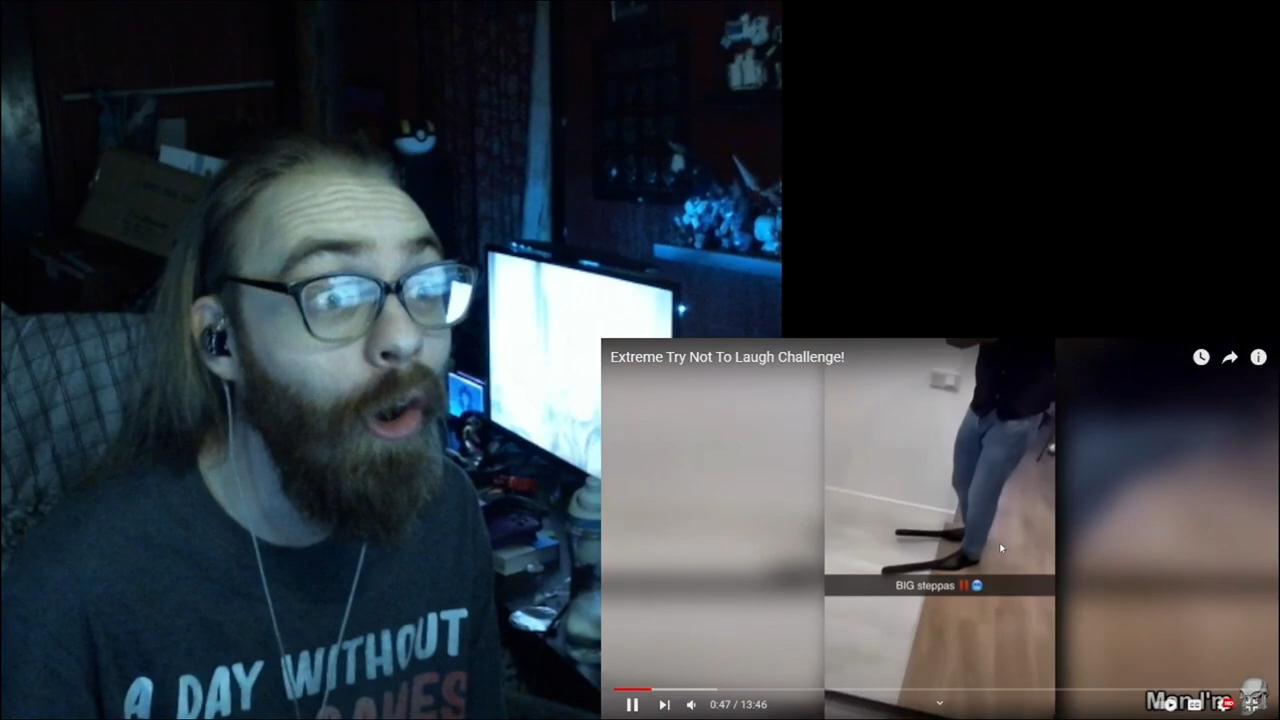 Extreme Try Not To Laugh Challenge!
BIG steppas ‼️🥶
A DAY WITHOUT
0:47 / 13:46